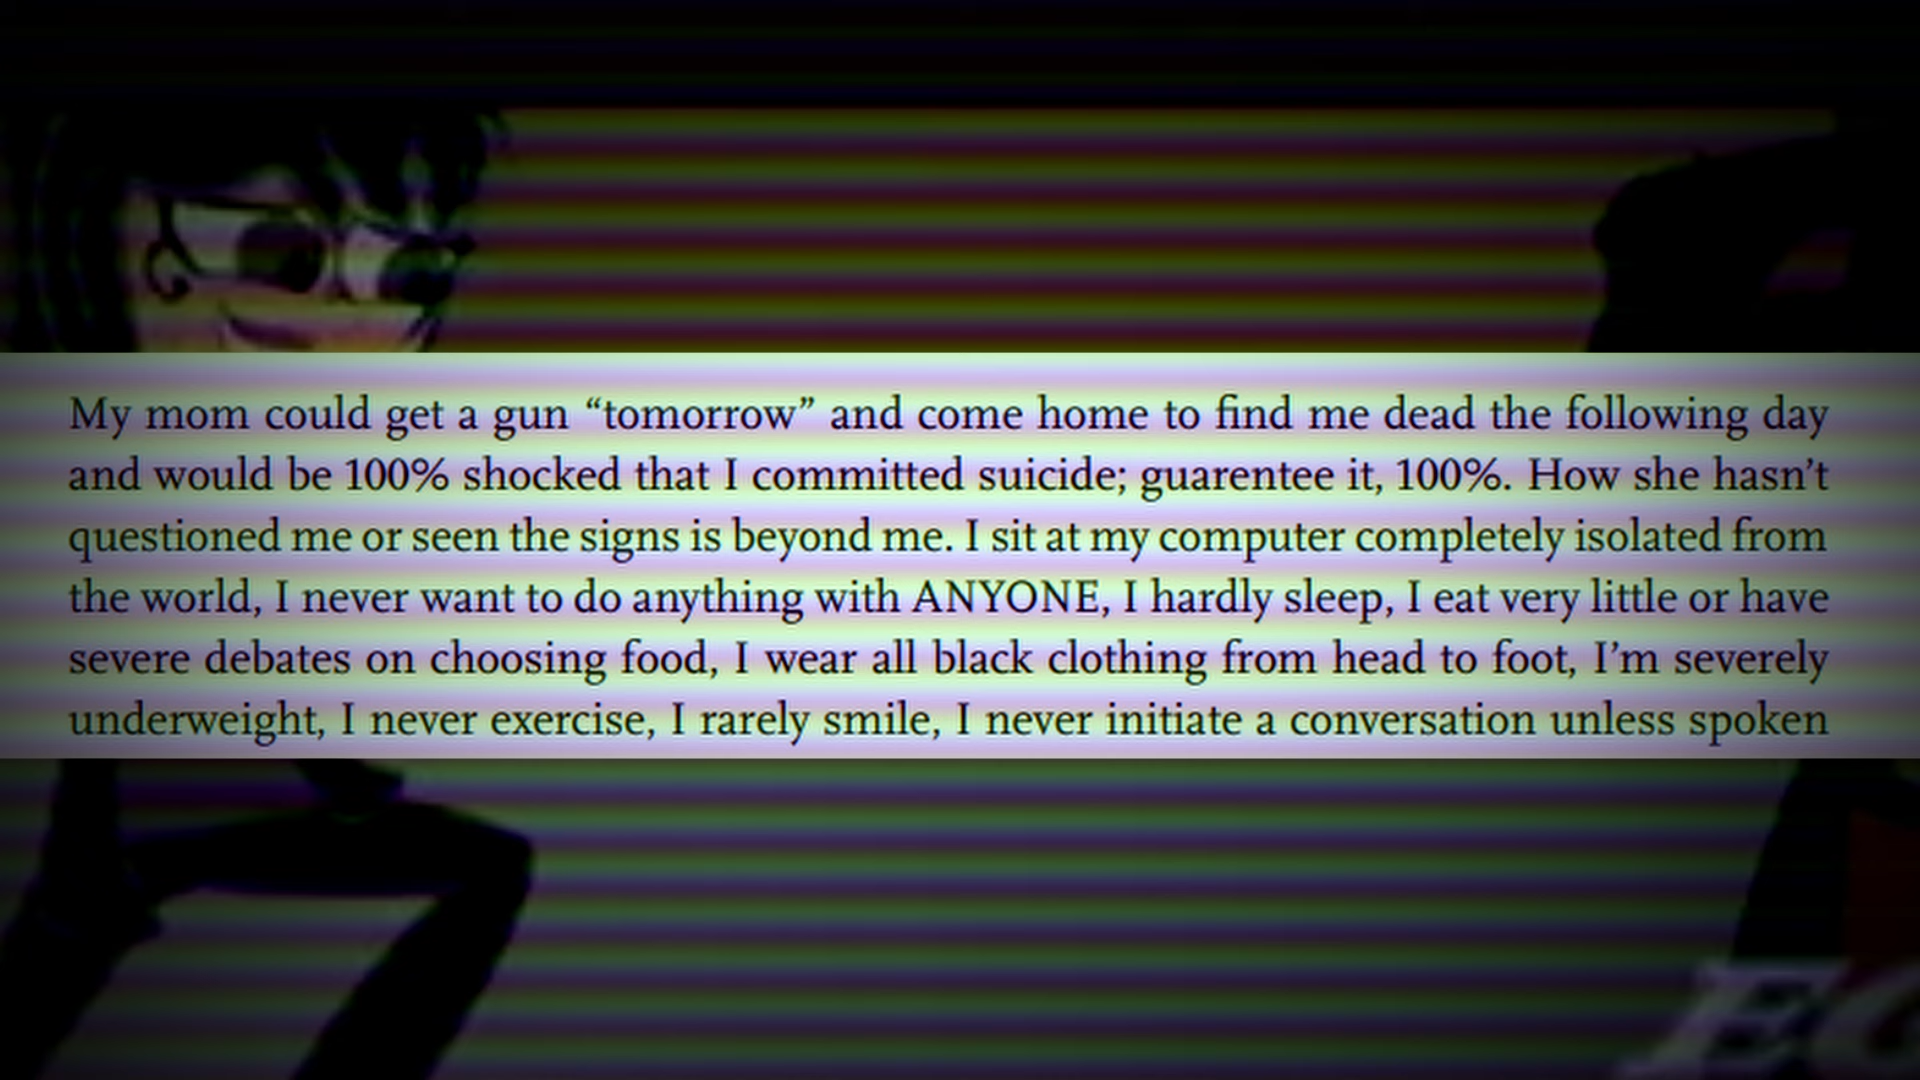 My mom could get a gun “tomorrow” and come home to find me dead the following day
and would be 100% shocked that I committed suicide; guarentee it, 100%. How she hasn’t
questioned me or seen the signs is beyond me. I sit at my computer completely isolated from
the world, I never want to do anything with ANYONE, I hardly sleep, I eat very little or have
severe debates on choosing food, I wear all black clothing from head to foot, I’m severely
underweight, I never exercise, I rarely smile, I never initiate a conversation unless spoken